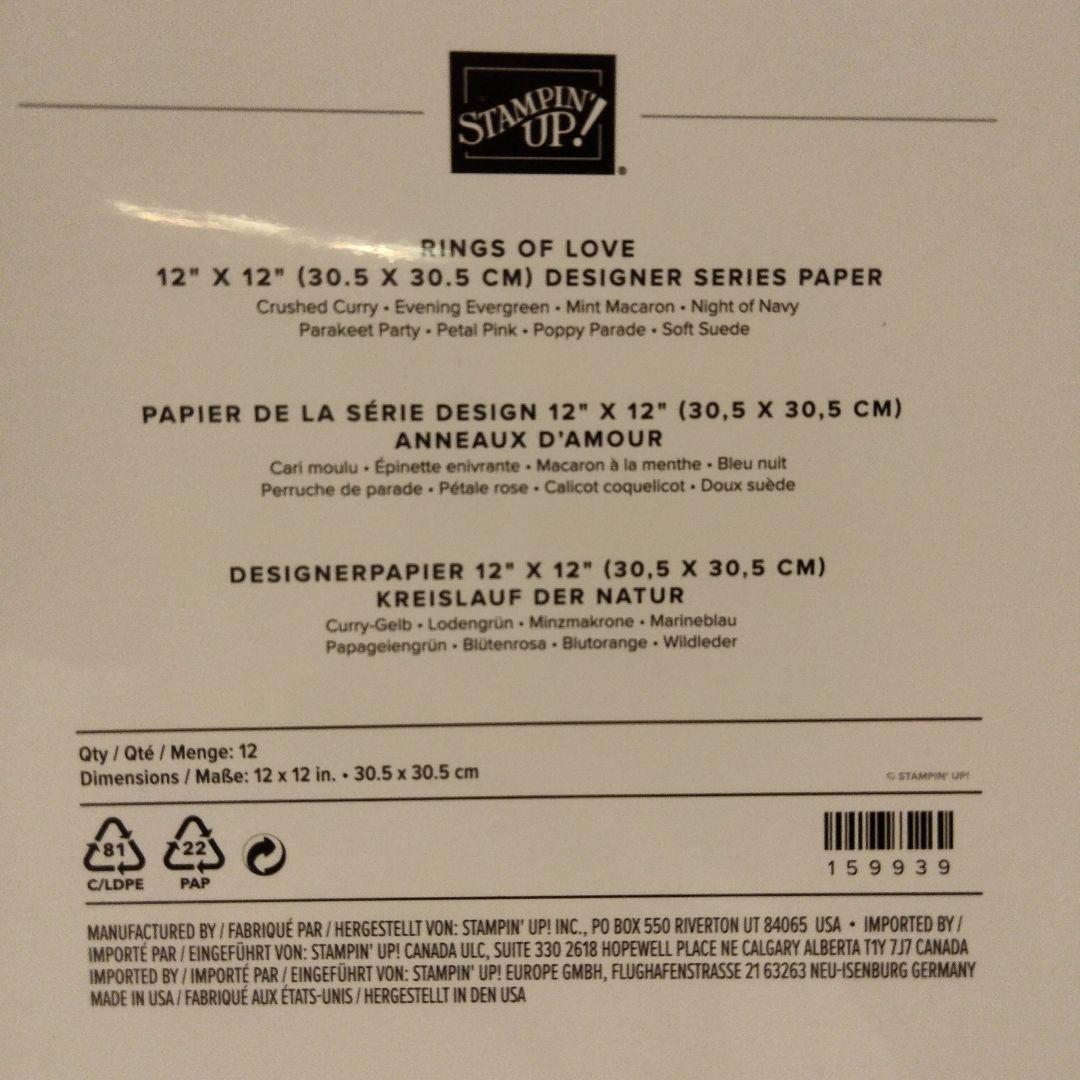 STAMPIN' UP!®
RINGS OF LOVE
12" X 12" (30.5 X 30.5 CM) DESIGNER SERIES PAPER
Crushed Curry • Evening Evergreen • Mint Macaron • Night of Navy
Parakeet Party • Petal Pink • Poppy Parade • Soft Suede
PAPIER DE LA SÉRIE DESIGN 12" X 12" (30,5 X 30,5 CM)
ANNEAUX D'AMOUR
Cari moulu • Épinette enivrante • Macaron à la menthe • Bleu nuit
Perruche de parade • Pétale rose • Calicot coquelicot • Doux suède
DESIGNERPAPIER 12" X 12" (30,5 X 30,5 CM)
KREISLAUF DER NATUR
Curry-Gelb • Lodengrün • Minzmakrone • Marineblau
Papageiengrün • Blütenrosa • Blutorange • Wildleder
Qty / Qté / Menge: 12
Dimensions / Maße: 12 x 12 in. • 30.5 x 30.5 cm
© STAMPIN' UP!
81 22
C/LDPE PAP
159939
MANUFACTURED BY / FABRIQUÉ PAR / HERGESTELLT VON: STAMPIN' UP! INC., PO BOX 550 RIVERTON UT 84065 USA • IMPORTED BY /
IMPORTÉ PAR / EINGEFÜHRT VON: STAMPIN' UP! CANADA ULC, SUITE 330 2618 HOPEWELL PLACE NE CALGARY ALBERTA T1Y 7J7 CANADA
IMPORTED BY / IMPORTÉ PAR / EINGEFÜHRT VON: STAMPIN' UP! EUROPE GMBH, FLUGHAFENSTRASSE 21 63263 NEU-ISENBURG GERMANY
MADE IN USA / FABRIQUÉ AUX ÉTATS-UNIS / HERGESTELLT IN DEN USA